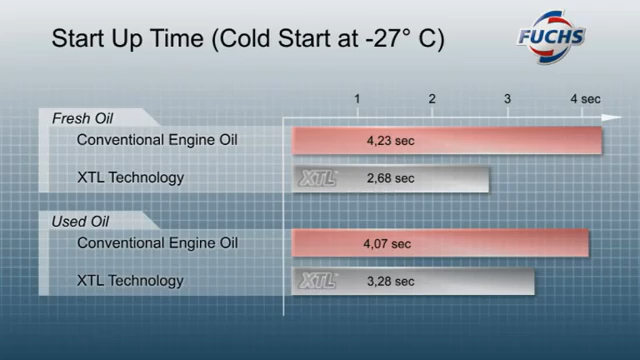 Start Up Time (Cold Start at -27° C)
FUCHS
1 2 3 4 sec
Fresh Oil
Conventional Engine Oil 4,23 sec
XTL Technology XTL 2,68 sec
Used Oil
Conventional Engine Oil 4,07 sec
XTL Technology XTL 3,28 sec